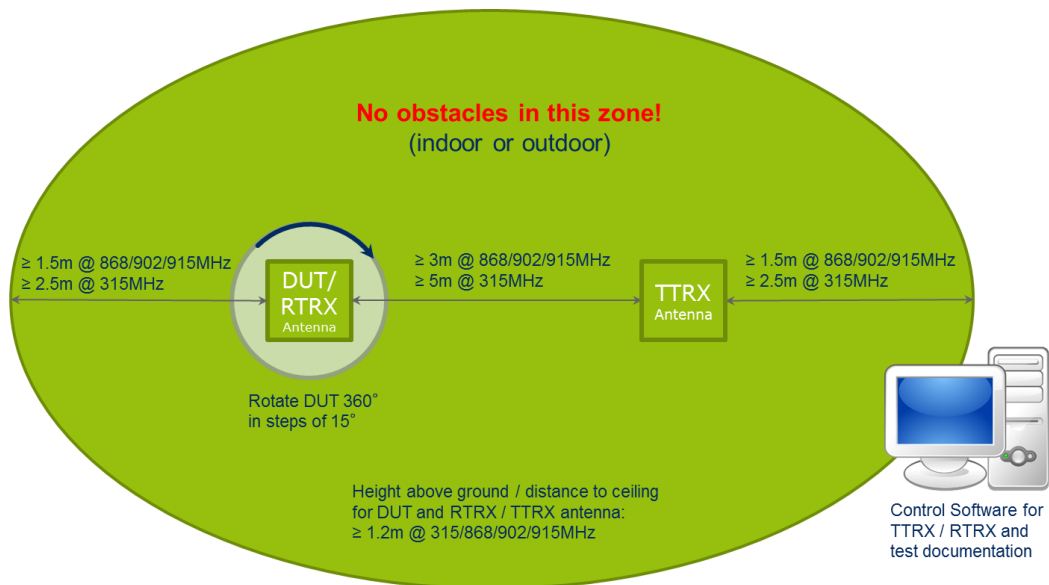 No obstacles in this zone!
(indoor or outdoor)
≥ 1.5m @ 868/902/915MHz
≥ 2.5m @ 315MHz
DUT/
RTRX
Antenna
≥ 3m @ 868/902/915MHz
≥ 5m @ 315MHz
TTRX
Antenna
≥ 1.5m @ 868/902/915MHz
≥ 2.5m @ 315MHz
Rotate DUT 360°
in steps of 15°
Height above ground / distance to ceiling
for DUT and RTRX / TTRX antenna:
≥ 1.2m @ 315/868/902/915MHz
Control Software for
TTRX / RTRX and
test documentation